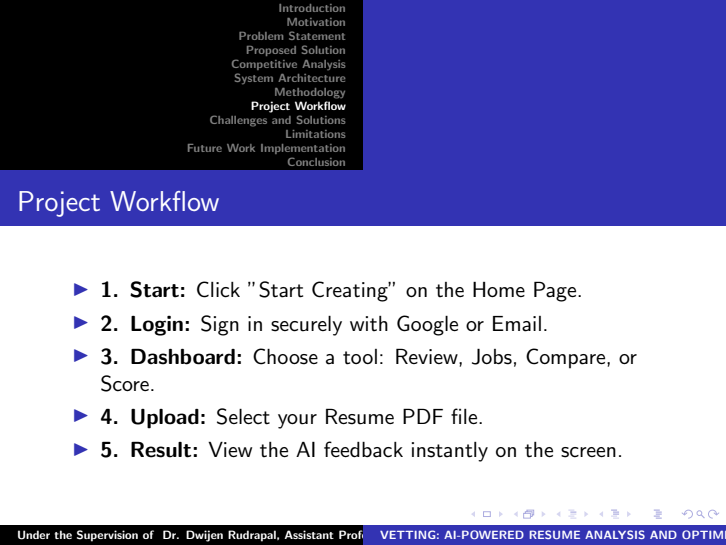 Introduction
Motivation
Problem Statement
Proposed Solution
Competitive Analysis
System Architecture
Methodology
Project Workflow
Challenges and Solutions
Limitations
Future Work Implementation
Conclusion
Project Workflow
1. Start: Click ”Start Creating” on the Home Page.
2. Login: Sign in securely with Google or Email.
3. Dashboard: Choose a tool: Review, Jobs, Compare, or
Score.
4. Upload: Select your Resume PDF file.
5. Result: View the AI feedback instantly on the screen.
Under the Supervision of Dr. Dwijen Rudrapal, Assistant Prof
VETTING: AI-POWERED RESUME ANALYSIS AND OPTIM